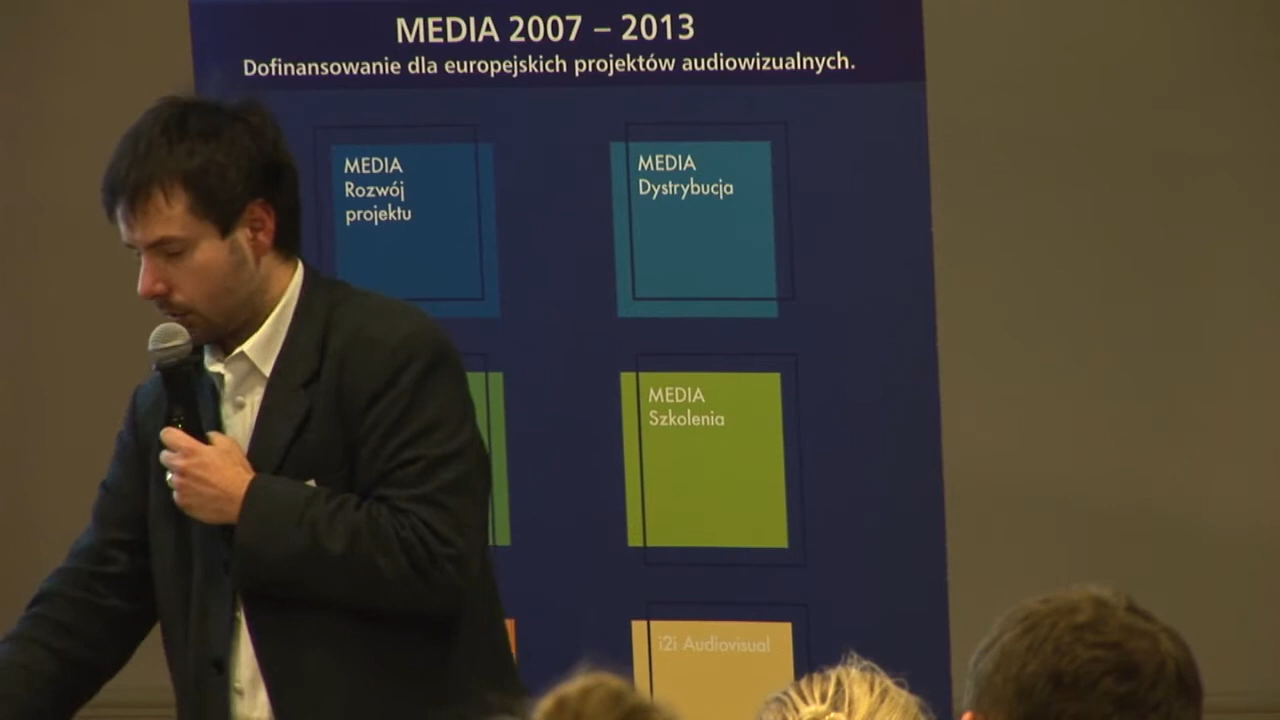 MEDIA 2007 – 2013
Dofinansowanie dla europejskich projektów audiowizualnych.
MEDIA
Rozwój
projektu
MEDIA
Dystrybucja
MEDIA
Szkolenia
i2i Audiovisual